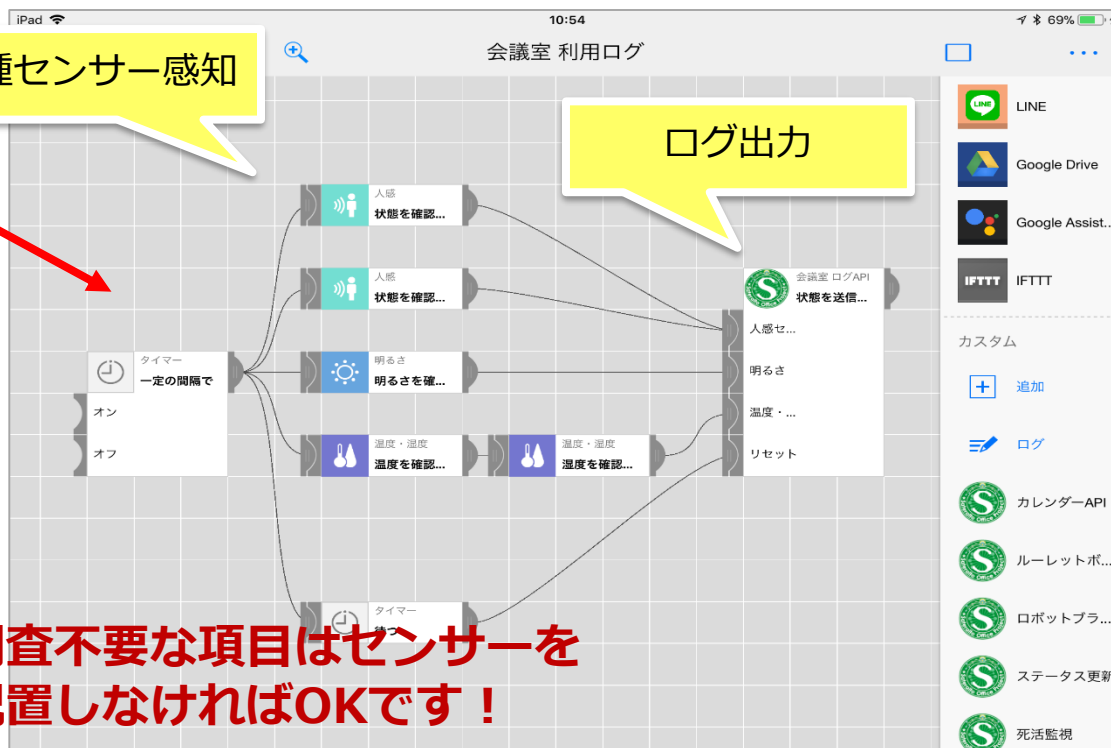 iPad 10:54 69%
会議室 利用ログ
種センサー感知
ログ出力
人感
状態を確認...
人感
状態を確認...
タイマー
一定の間隔で
オン
オフ
明るさ
明るさを確...
温度・湿度
温度を確認...
温度・湿度
湿度を確認...
タイマー
待つ
会議室 ログAPI
状態を送信...
人感セ...
明るさ
温度・...
リセット
調査不要な項目はセンサーを
配置しなければOKです！
LINE
LINE
Google Drive
Google Assist...
IFTTT
IFTTT
カスタム
追加
ログ
カレンダーAPI
ルーレットボ...
ロボットプラ...
ステータス更新
死活監視